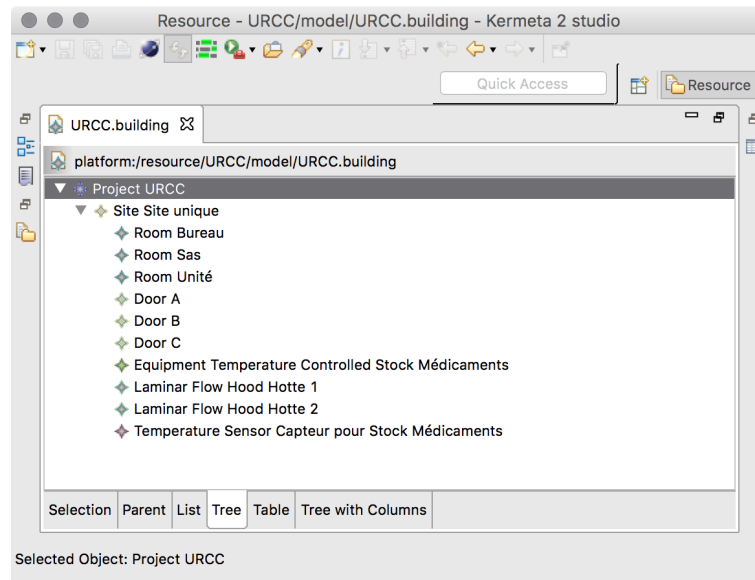 Resource - URCC/model/URCC.building - Kermeta 2 studio
Quick Access
Resource
URCC.building
platform:/resource/URCC/model/URCC.building
Project URCC
Site Site unique
Room Bureau
Room Sas
Room Unité
Door A
Door B
Door C
Equipment Temperature Controlled Stock Médicaments
Laminar Flow Hood Hotte 1
Laminar Flow Hood Hotte 2
Temperature Sensor Capteur pour Stock Médicaments
Selection Parent List Tree Table Tree with Columns
Selected Object: Project URCC